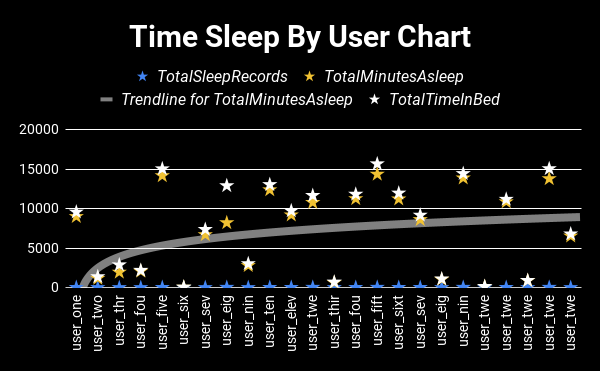 Time Sleep By User Chart
TotalSleepRecords TotalMinutesAsleep
Trendline for TotalMinutesAsleep TotalTimeInBed
20000
15000
10000
5000
0
user_one
user_two
user_thr
user_fou
user_five
user_six
user_sev
user_eig
user_nin
user_ten
user_elev
user_twe
user_thir
user_fou
user_fift
user_sixt
user_sev
user_eig
user_nin
user_twe
user_twe
user_twe
user_twe
user_twe